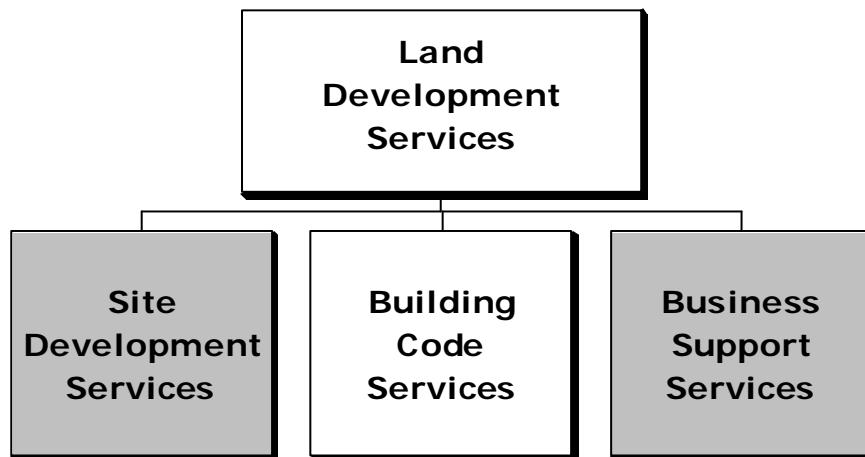 Land
Development
Services
Site
Development
Services
Building
Code
Services
Business
Support
Services